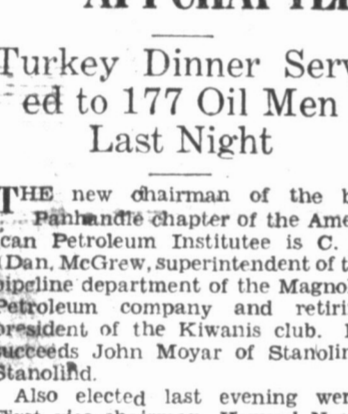 Turkey Dinner Serv
ed to 177 Oil Men
Last Night
THE new chairman of the
Panhandle chapter of the Ame
can Petroleum Institutee is C.
Dan, McGrew, superintendent of t
pipeline department of the Magno
Petroleum company and retiri
president of the Kiwanis club.
succeeds John Moyar of Stanolin
Stanolind.
Also elected last evening wer